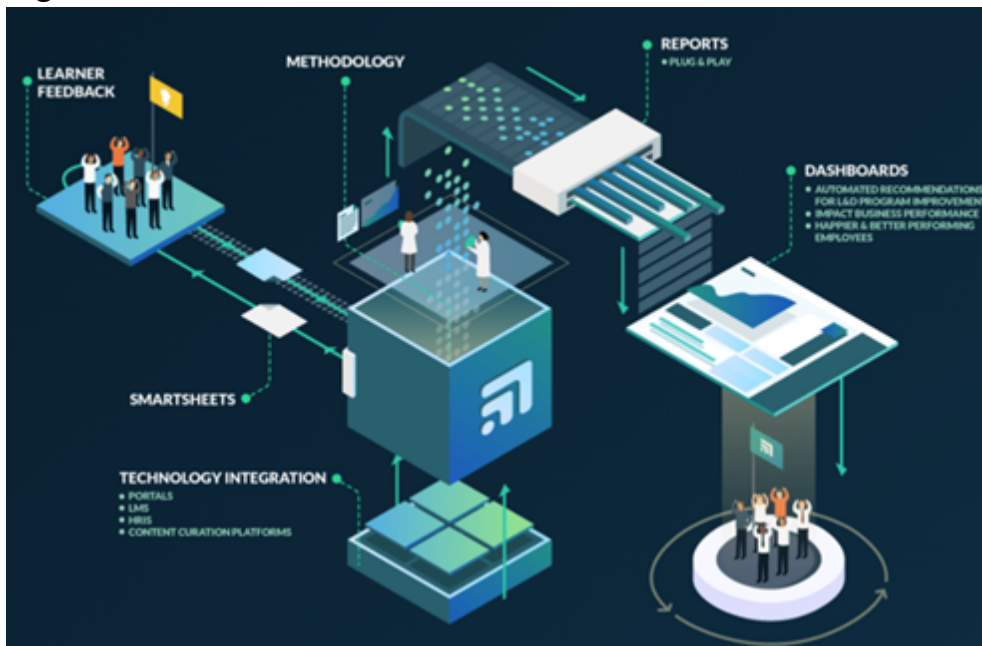 LEARNER
FEEDBACK
METHODOLOGY
REPORTS
• PLUG & PLAY
DASHBOARDS
• AUTOMATED RECOMMENDATIONS
FOR L&D PROGRAM IMPROVEMEN
• IMPACT BUSINESS PERFORMANCE
• HAPPIER & BETTER PERFORMING
EMPLOYEES
SMARTSHEETS
TECHNOLOGY INTEGRATION
• PORTALS
• LMS
• HRIS
• CONTENT CURATION PLATFORMS